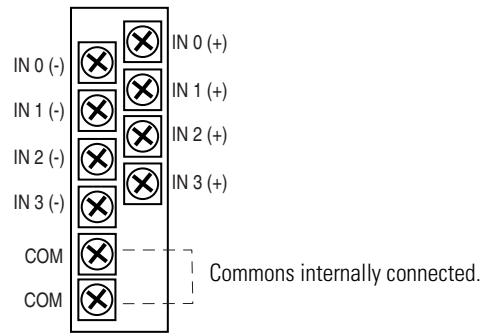 IN 0 (+)
IN 0 (-)
IN 1 (+)
IN 1 (-)
IN 2 (+)
IN 2 (-)
IN 3 (+)
IN 3 (-)
COM
Commons internally connected.
COM